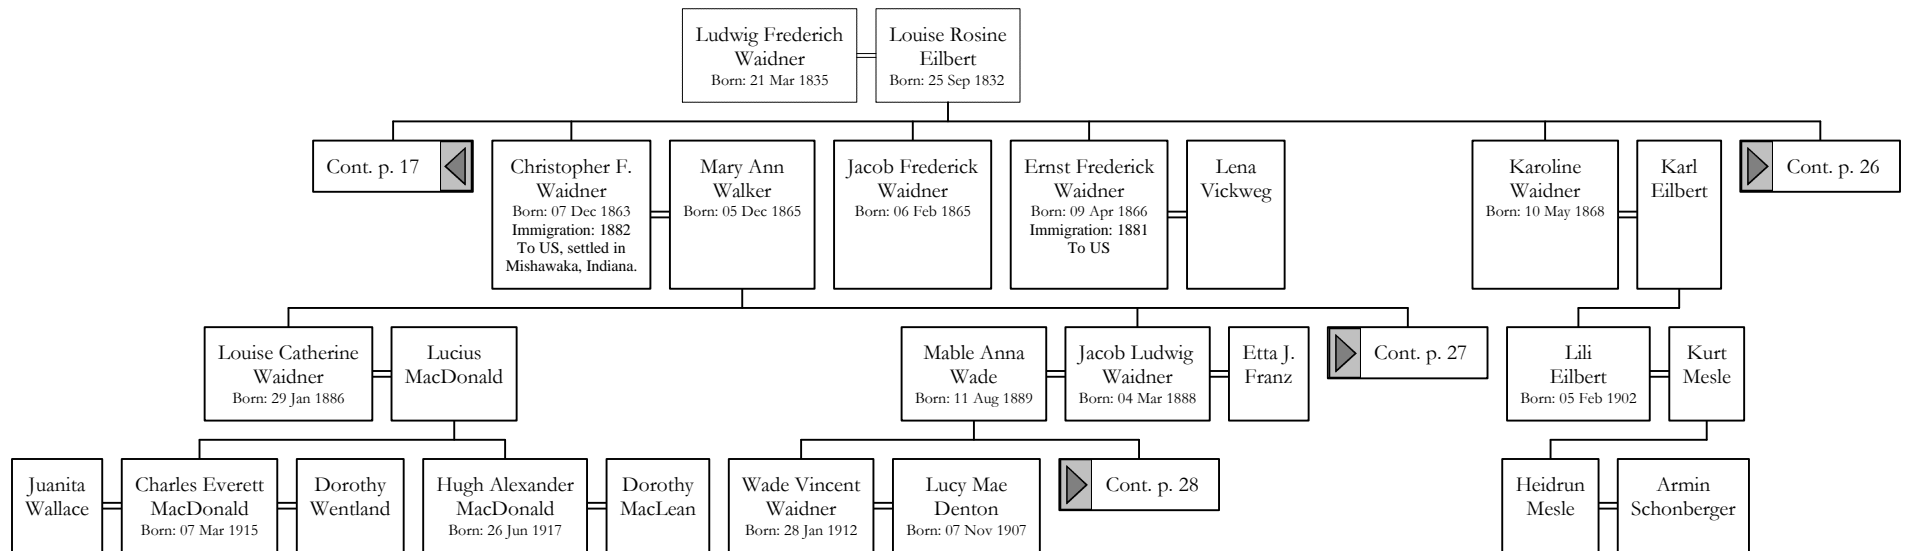 Ludwig Frederich
Waidner
Born: 21 Mar 1835
Louise Rosine
Eilbert
Born: 25 Sep 1832
Cont. p. 17
Christopher F.
Waidner
Born: 07 Dec 1863
Immigration: 1882
To US, settled in
Mishawaka, Indiana.
Mary Ann
Walker
Born: 05 Dec 1865
Jacob Frederick
Waidner
Born: 06 Feb 1865
Ernst Frederick
Waidner
Born: 09 Apr 1866
Immigration: 1881
To US
Lena
Vickweg
Karoline
Waidner
Born: 10 May 1868
Karl
Eilbert
Cont. p. 26
Louise Catherine
Waidner
Born: 29 Jan 1886
Lucius
MacDonald
Mable Anna
Wade
Born: 11 Aug 1889
Jacob Ludwig
Waidner
Born: 04 Mar 1888
Etta J.
Franz
Cont. p. 27
Lili
Eilbert
Born: 05 Feb 1902
Kurt
Mesle
Juanita
Wallace
Charles Everett
MacDonald
Born: 07 Mar 1915
Dorothy
Wentland
Hugh Alexander
MacDonald
Born: 26 Jun 1917
Dorothy
MacLean
Wade Vincent
Waidner
Born: 28 Jan 1912
Lucy Mae
Denton
Born: 07 Nov 1907
Cont. p. 28
Heidrun
Mesle
Armin
Schonberger